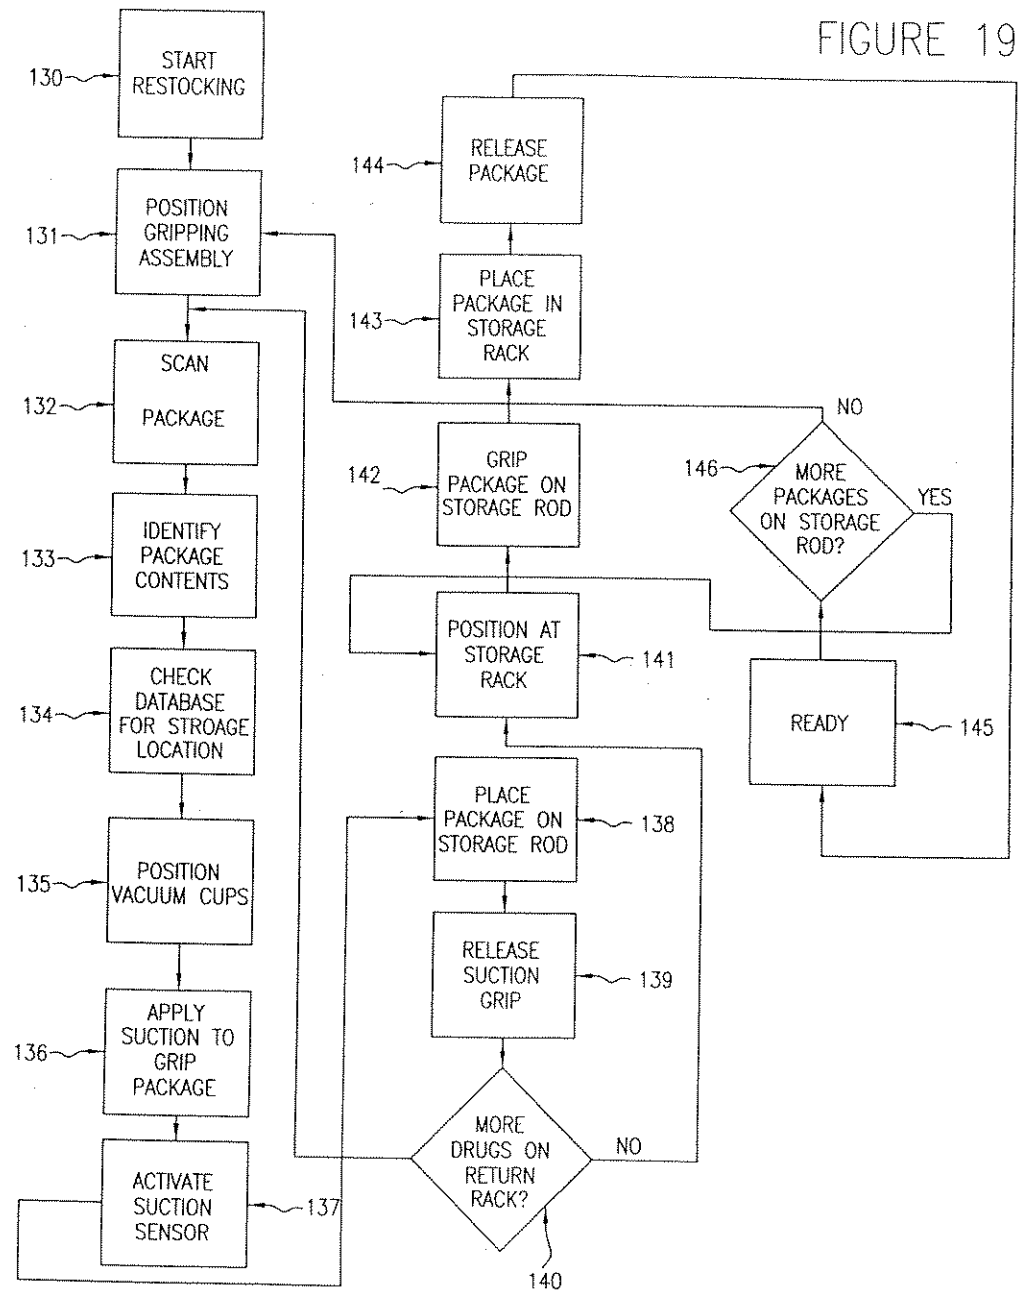 FIGURE 19
130
START
RESTOCKING
131
POSITION
GRIPPING
ASSEMBLY
132
SCAN
PACKAGE
133
IDENTIFY
PACKAGE
CONTENTS
134
CHECK
DATABASE
FOR STROAGE
LOCATION
135
POSITION
VACUUM CUPS
136
APPLY
SUCTION TO
GRIP
PACKAGE
137
ACTIVATE
SUCTION
SENSOR
138
PLACE
PACKAGE ON
STORAGE ROD
139
RELEASE
SUCTION
GRIP
140
MORE
DRUGS ON
RETURN
RACK?
NO
141
POSITION AT
STORAGE
RACK
142
GRIP
PACKAGE ON
STORAGE ROD
143
PLACE
PACKAGE IN
STORAGE
RACK
144
RELEASE
PACKAGE
145
READY
146
MORE
PACKAGES
ON STORAGE
ROD?
NO
YES